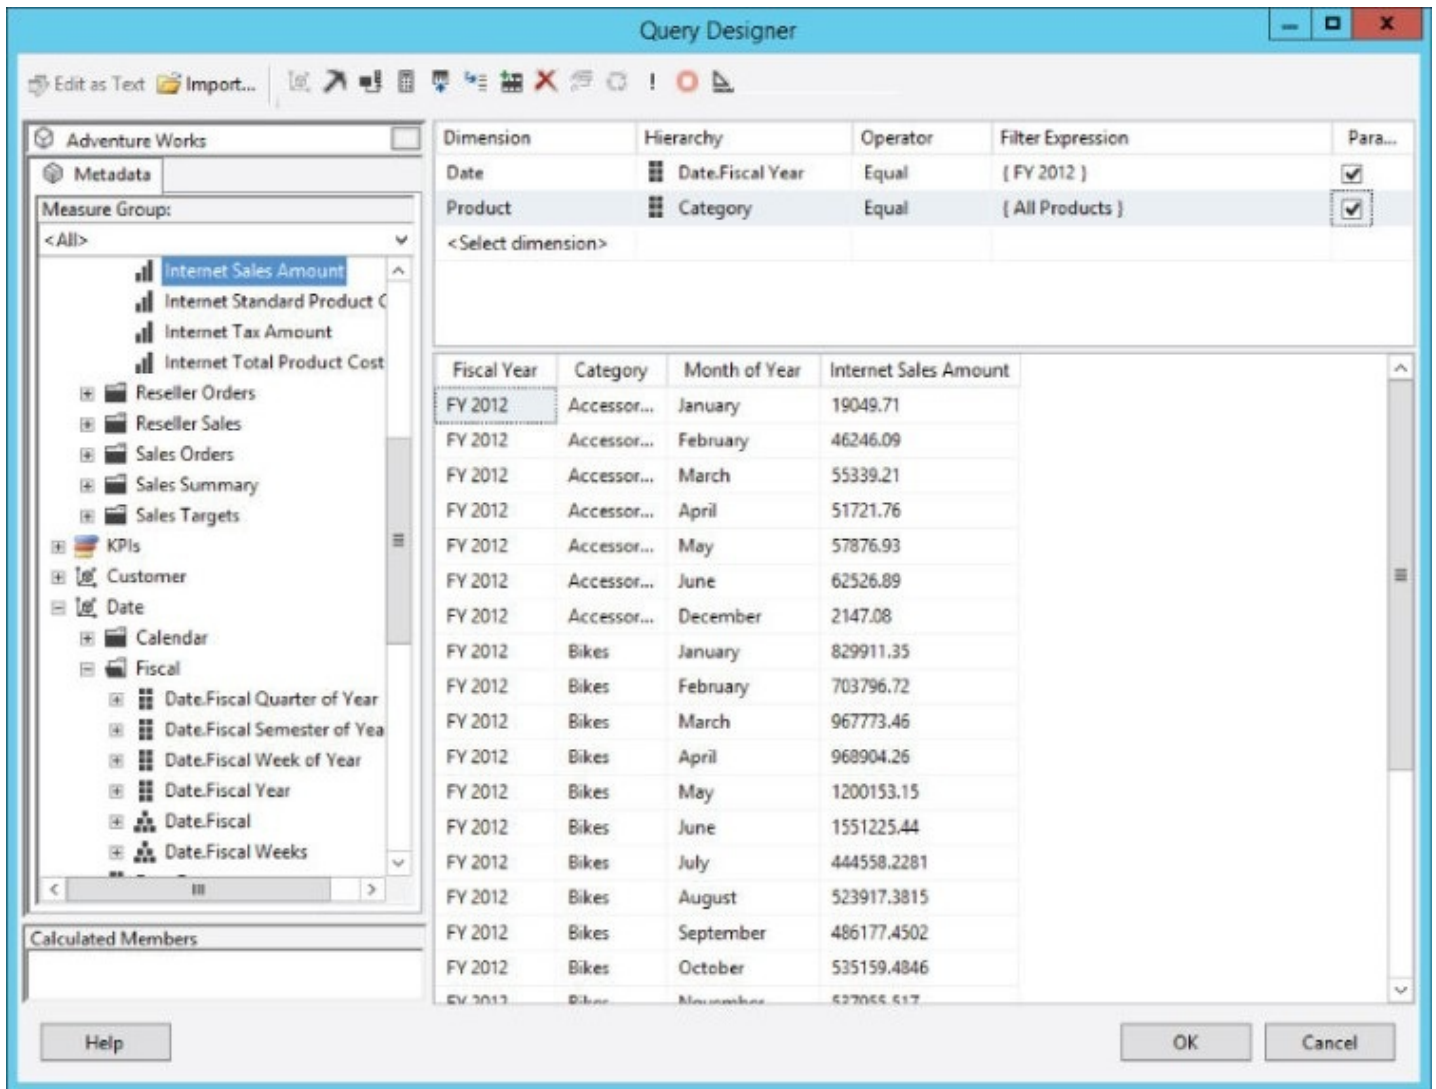 Query Designer
Edit as Text Import...
Adventure Works
Metadata
Measure Group:
<All>
Internet Sales Amount
Internet Standard Product C
Internet Tax Amount
Internet Total Product Cost
Reseller Orders
Reseller Sales
Sales Orders
Sales Summary
Sales Targets
KPIs
Customer
Date
Calendar
Fiscal
Date.Fiscal Quarter of Year
Date.Fiscal Semester of Yea
Date.Fiscal Week of Year
Date.Fiscal Year
Date.Fiscal
Date.Fiscal Weeks
Calculated Members
Dimension Hierarchy Operator Filter Expression Para...
Date Date.Fiscal Year Equal { FY 2012 }
Product Category Equal { All Products }
<Select dimension>
Fiscal Year Category Month of Year Internet Sales Amount
FY 2012 Accessor... January 19049.71
FY 2012 Accessor... February 46246.09
FY 2012 Accessor... March 55339.21
FY 2012 Accessor... April 51721.76
FY 2012 Accessor... May 57876.93
FY 2012 Accessor... June 62526.89
FY 2012 Accessor... December 2147.08
FY 2012 Bikes January 829911.35
FY 2012 Bikes February 703796.72
FY 2012 Bikes March 967773.46
FY 2012 Bikes April 968904.26
FY 2012 Bikes May 1200153.15
FY 2012 Bikes June 1551225.44
FY 2012 Bikes July 444558.2281
FY 2012 Bikes August 523917.3815
FY 2012 Bikes September 486177.4502
FY 2012 Bikes October 535159.4846
FY 2012 Bikes November 537055.517
Help OK Cancel